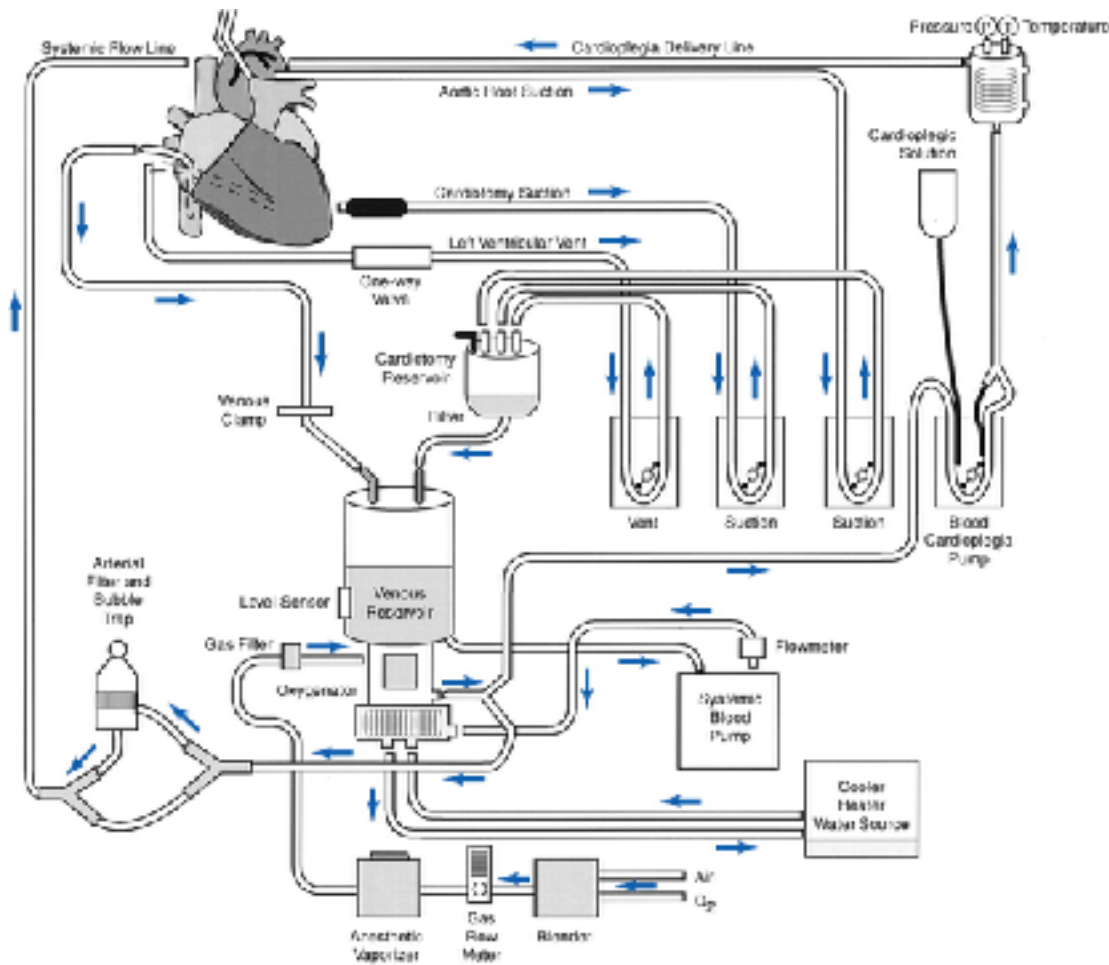 Systemic Flow Line
Cardioplegia Delivery Line
Pressure P T Temperature
Aortic Root Suction
Cardioplegic
Solution
Cardiotomy Suction
Left Ventricular Vent
One-way
Valve
Cardiotomy
Reservoir
Venous
Clamp
Filter
Vent
Suction
Suction
Blood
Cardioplegia
Pump
Arterial
Filter and
Bubble
Trap
Level Sensor
Venous
Reservoir
Gas Filter
Flowmeter
Oxygenator
Systemic
Blood
Pump
Cooler
Heater
Water Source
Air
O2
Anesthetic
Vaporizer
Gas
Flow
Meter
Blender